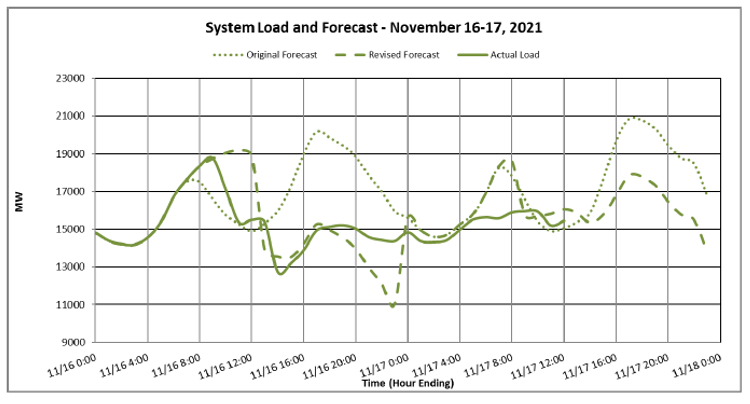 System Load and Forecast - November 16-17, 2021
Original Forecast Revised Forecast Actual Load
23000
21000
19000
17000
15000
13000
11000
9000
MW
11/16 0:00 11/16 4:00 11/16 8:00 11/16 12:00 11/16 16:00 11/16 20:00 11/17 0:00 11/17 4:00 11/17 8:00 11/17 12:00 11/17 16:00 11/17 20:00 11/18 0:00
Time (Hour Ending)